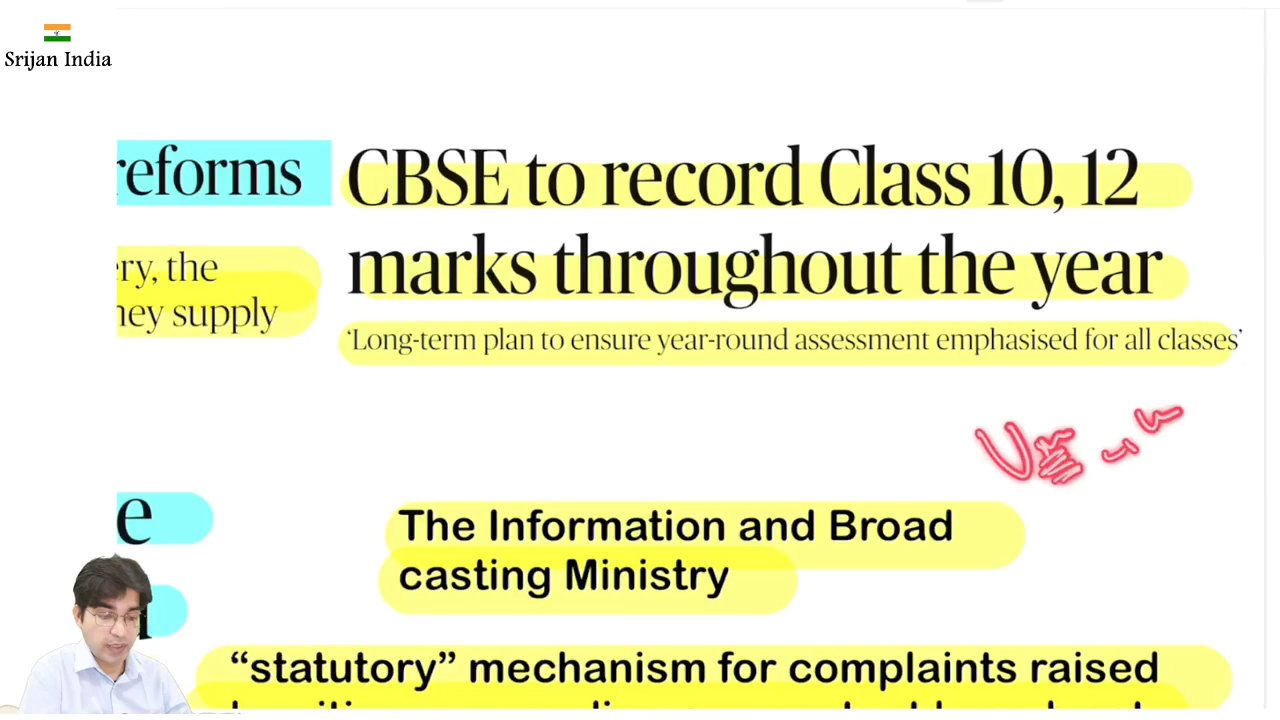 Srijan India
reforms
CBSE to record Class 10, 12
marks throughout the year
ery, the
ney supply
'Long-term plan to ensure year-round assessment emphasised for all classes'
e
The Information and Broad
casting Ministry
“statutory” mechanism for complaints raised